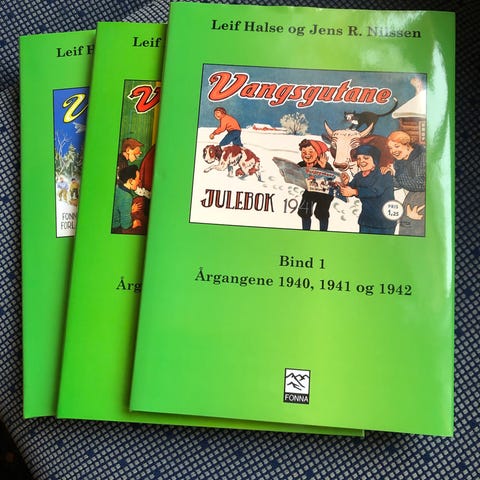 Leif H
Leif
Leif Halse og Jens R. Nilssen
Vangsgutane
JULEBOK 194
PRIS
1,25
Bind 1
Årgangene 1940, 1941 og 1942
FONNA
V
FONNA
FORLA
V
Årg